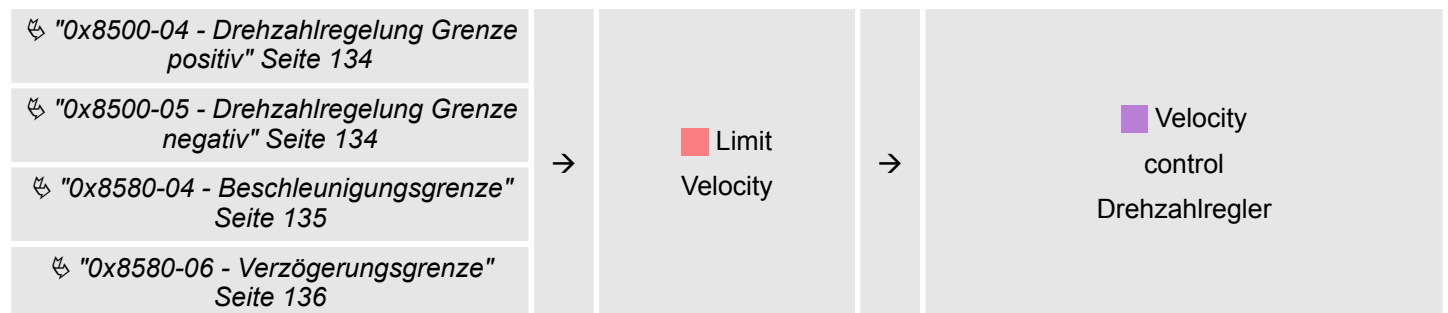 "0x8500-04 - Drehzahlregelung Grenze
positiv" Seite 134
"0x8500-05 - Drehzahlregelung Grenze
negativ" Seite 134
"0x8580-04 - Beschleunigungsgrenze"
Seite 135
"0x8580-06 - Verzögerungsgrenze"
Seite 136
→
Limit
Velocity
→
Velocity
control
Drehzahlregler